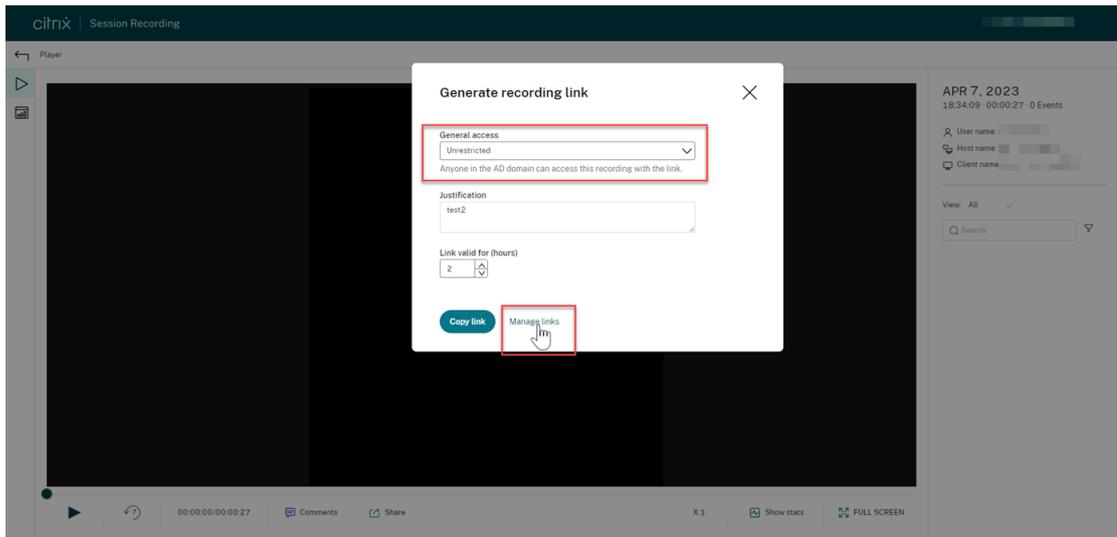 citrix | Session Recording
Player
Generate recording link
General access
Unrestricted
Anyone in the AD domain can access this recording with the link.
Justification
test2
Link valid for (hours)
2
Copy link
Manage links
APR 7, 2023
18:34:09 · 00:00:27 · 0 Events
User name:
Host name:
Client name
View: All
Search
7
00:00:00/00:00:27
Comments
Share
X 1
Show stats
FULL SCREEN